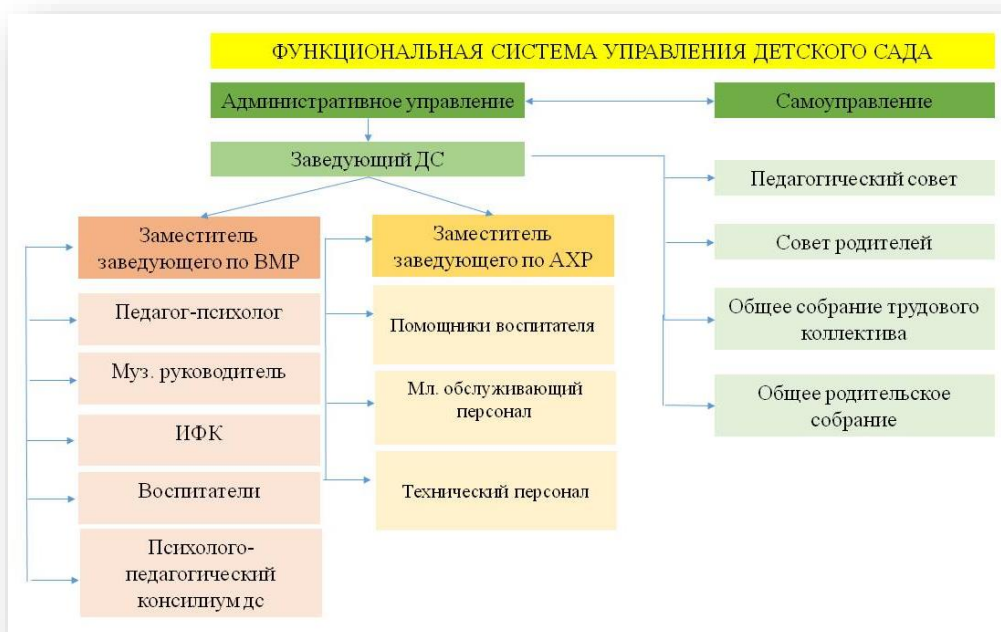 ФУНКЦИОНАЛЬНАЯ СИСТЕМА УПРАВЛЕНИЯ ДЕТСКОГО САДА
Административное управление
Самоуправление
Заведующий ДС
Заместитель
заведующего по ВМР
Педагог-психолог
Муз. руководитель
ИФК
Воспитатели
Психолого-
педагогический
консилиум дс
Заместитель
заведующего по АХР
Помощники воспитателя
Мл. обслуживающий
персонал
Технический персонал
Педагогический совет
Совет родителей
Общее собрание трудового
коллектива
Общее родительское
собрание